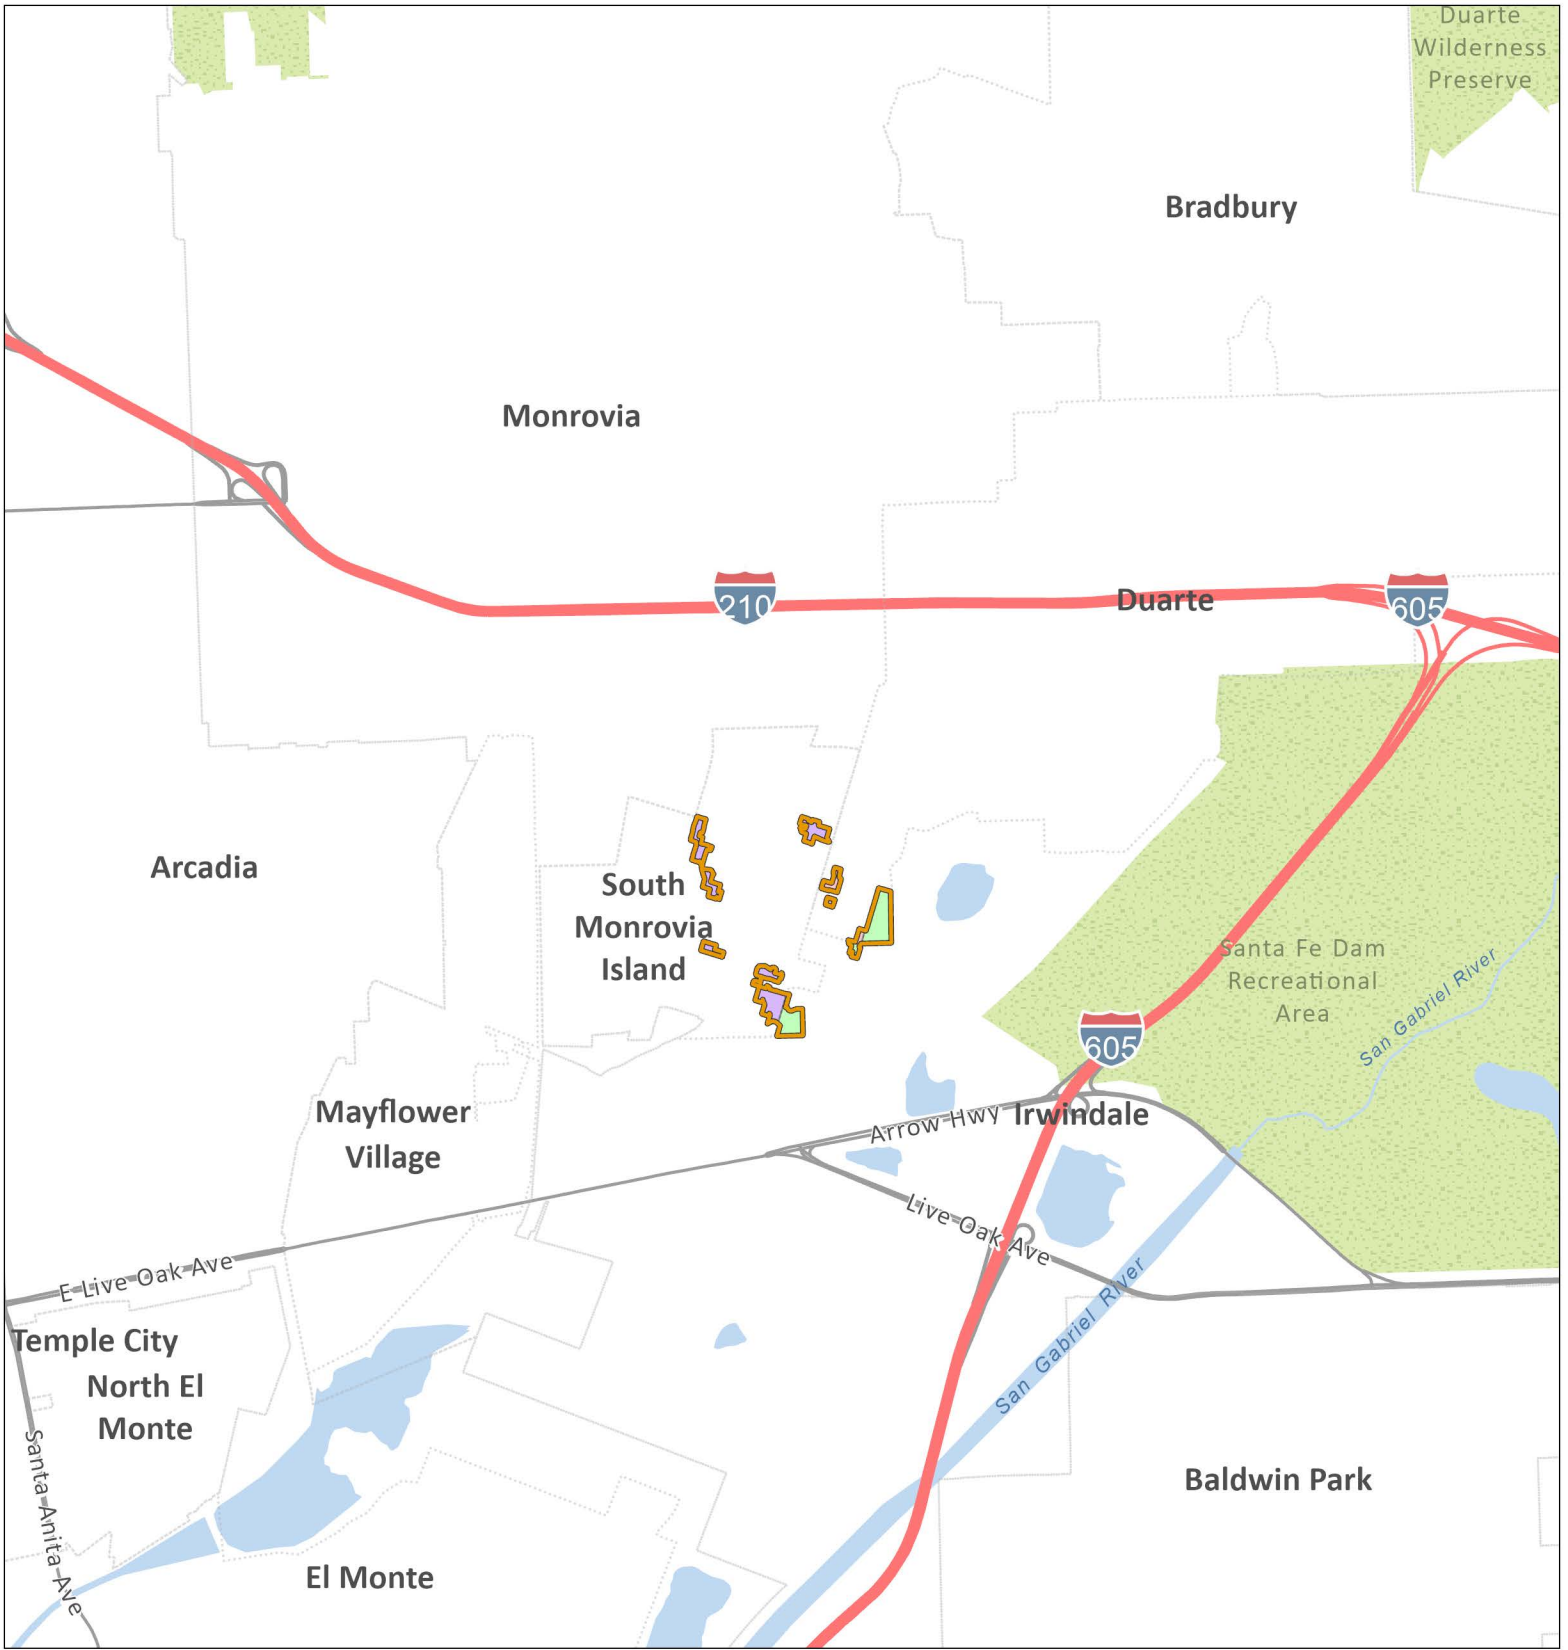 Duarte
Wilderness
Preserve
Bradbury
Monrovia
210
Duarte
605
Arcadia
South
Monrovia
Island
Santa Fe Dam
Recreational
Area
San Gabriel River
605
Mayflower
Village
Arrow Hwy
Irwindale
Live Oak Ave
E Live Oak Ave
San Gabriel River
Temple City
North El
Monte
Santa Anita Ave
Baldwin Park
El Monte